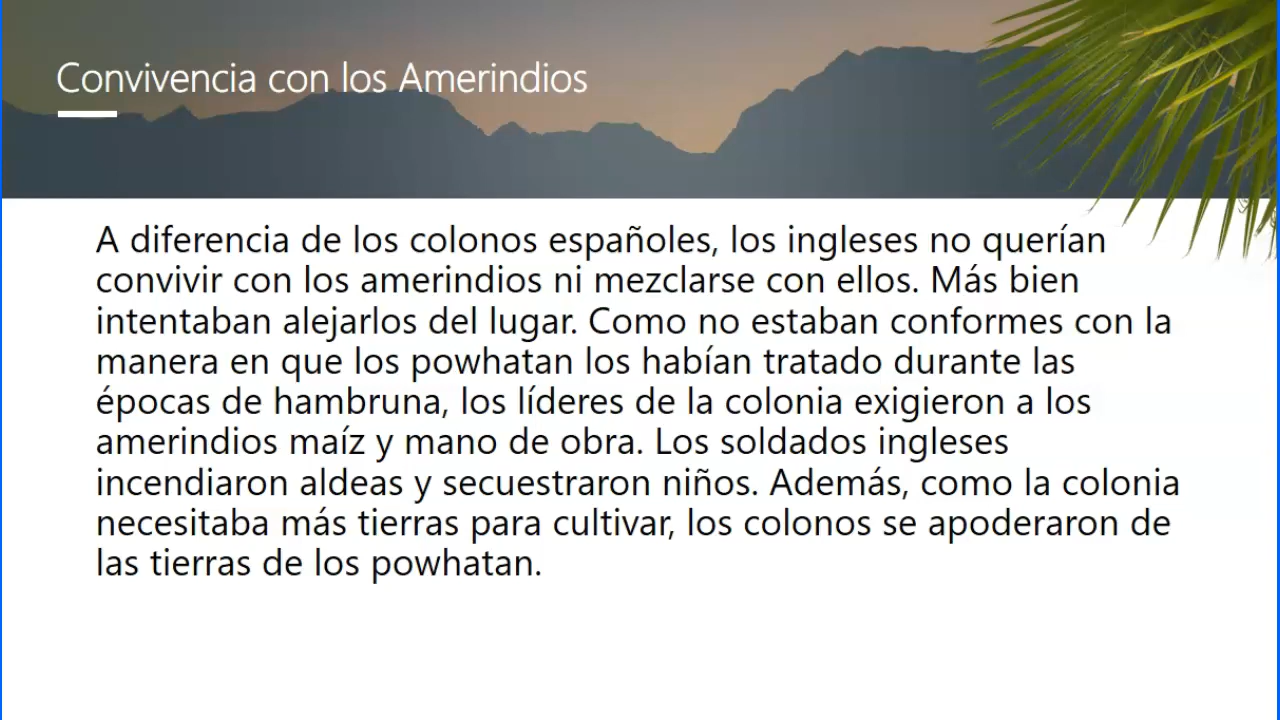 Convivencia con los Amerindios
A diferencia de los colonos españoles, los ingleses no querían
convivir con los amerindios ni mezclarse con ellos. Más bien
intentaban alejarlos del lugar. Como no estaban conformes con la
manera en que los powhatan los habían tratado durante las
épocas de hambruna, los líderes de la colonia exigieron a los
amerindios maíz y mano de obra. Los soldados ingleses
incendiaron aldeas y secuestraron niños. Además, como la colonia
necesitaba más tierras para cultivar, los colonos se apoderaron de
las tierras de los powhatan.